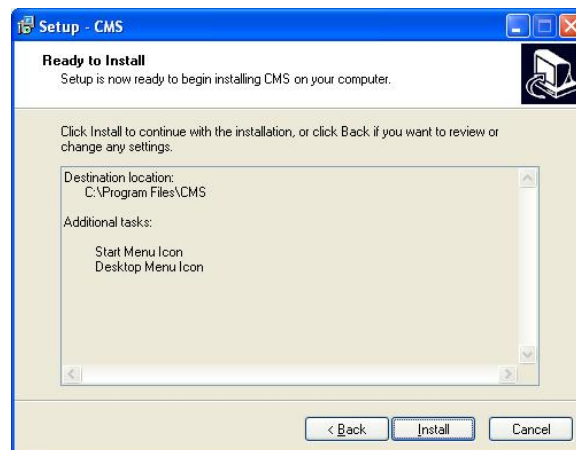 Setup - CMS
Ready to Install
Setup is now ready to begin installing CMS on your computer.
Click Install to continue with the installation, or click Back if you want to review or
change any settings.
Destination location:
C:\Program Files\CMS
Additional tasks:
Start Menu Icon
Desktop Menu Icon
< Back
Install
Cancel